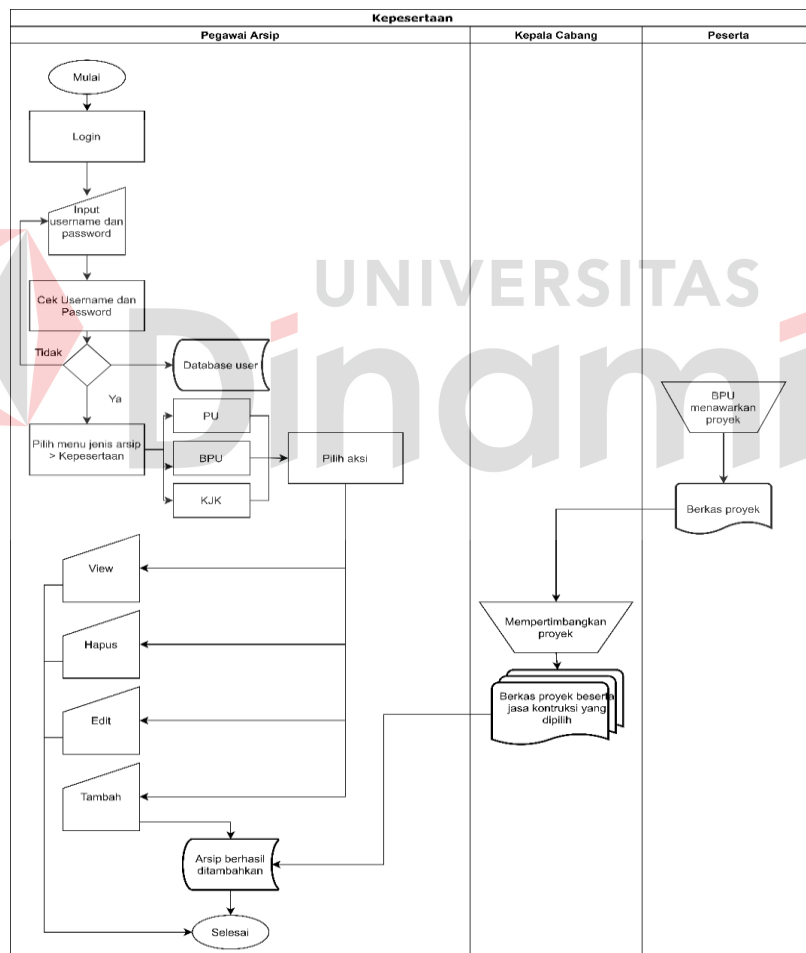 Kepesertaan
Pegawai Arsip
Kepala Cabang
Peserta
Mulai
Login
Input
username dan
password
Cek Username dan
Password
Tidak
Ya
Database user
Pilih menu jenis arsip
> Kepesertaan
PU
BPU
KJK
Pilih aksi
View
Hapus
Edit
Tambah
Arsip berhasil
ditambahkan
Selesai
Mempertimbangkan
proyek
Berkas proyek beserta
jasa kontruksi yang
dipilih
BPU
menawarkan
proyek
Berkas proyek
UNIVERSITAS
Dinami